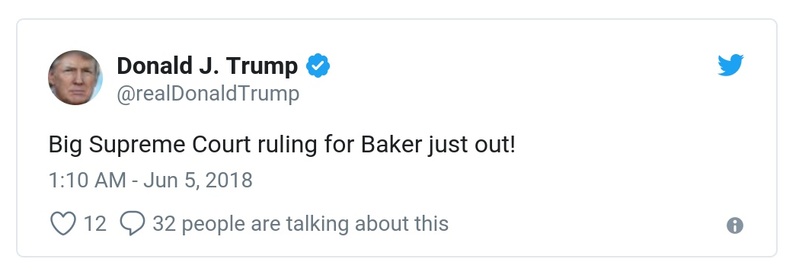 Donald J. Trump
@realDonaldTrump
Big Supreme Court ruling for Baker just out!
1:10 AM - Jun 5, 2018
12 32 people are talking about this